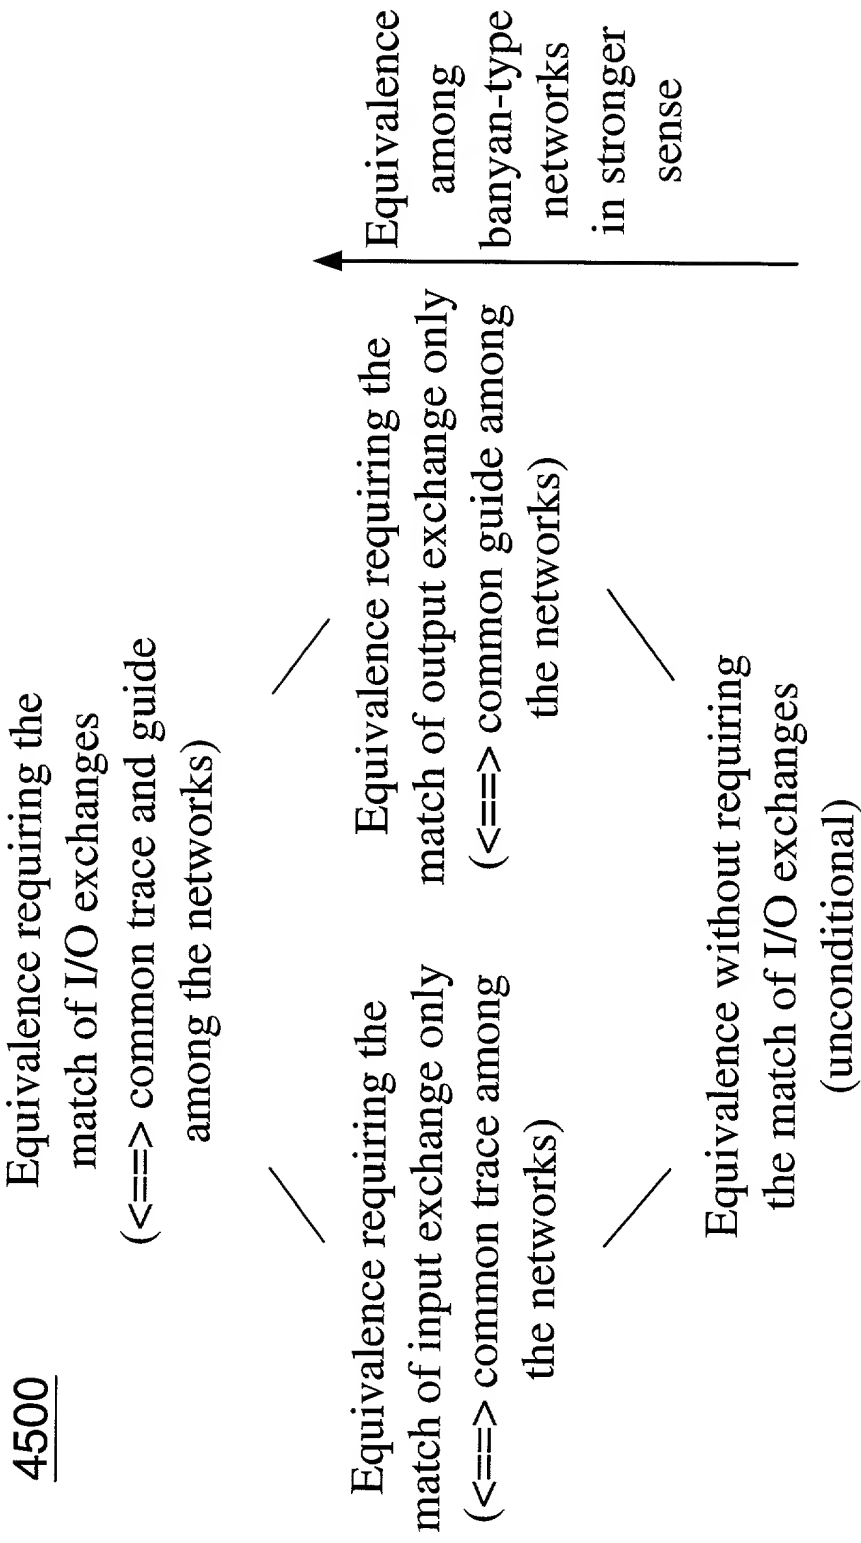 4500
Equivalence requiring the
match of I/O exchanges
(<==> common trace and guide
among the networks)
Equivalence requiring the
match of input exchange only
(<==> common trace among
the networks)
Equivalence requiring the
match of output exchange only
(<==> common guide among
the networks)
Equivalence
among
banyan-type
networks
in stronger
sense
Equivalence without requiring
the match of I/O exchanges
(unconditional)